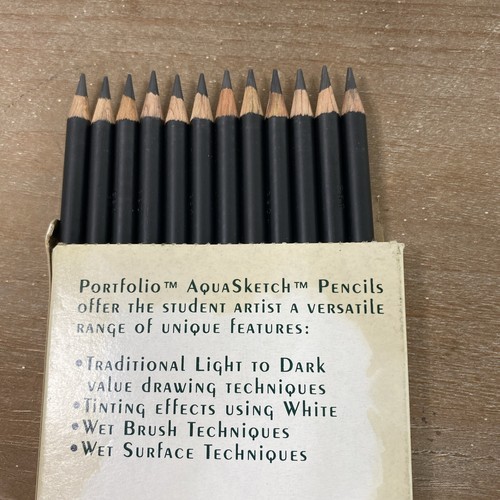 Portfolio™ AquaSketch™ Pencils
offer the student artist a versatile
range of unique features:
•Traditional Light to Dark
value drawing techniques
•Tinting effects using White
•Wet Brush Techniques
•Wet Surface Techniques